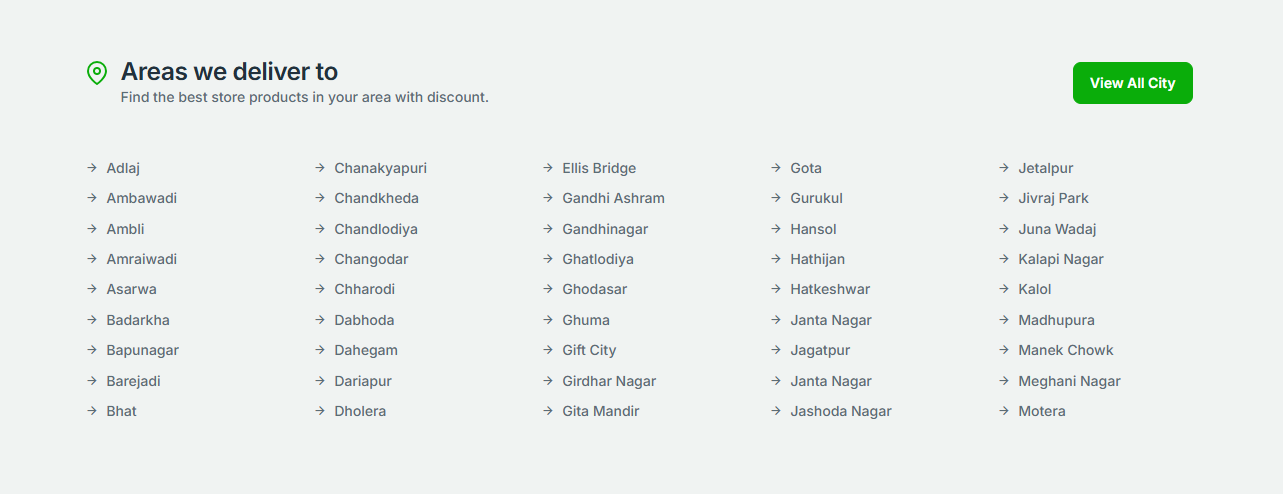 Areas we deliver to
Find the best store products in your area with discount.
View All City
Adlaj
Ambawadi
Ambli
Amraiwadi
Asarwa
Badarkha
Bapunagar
Barejadi
Bhat
Chanakyapuri
Chandkheda
Chandlodiya
Changodar
Chharodi
Dabhoda
Dahegam
Dariapur
Dholera
Ellis Bridge
Gandhi Ashram
Gandhinagar
Ghatlodiya
Ghodasar
Ghuma
Gift City
Girdhar Nagar
Gita Mandir
Gota
Gurukul
Hansol
Hathijan
Hatkeshwar
Janta Nagar
Jagatpur
Janta Nagar
Jashoda Nagar
Jetalpur
Jivraj Park
Juna Wadaj
Kalapi Nagar
Kalol
Madhupura
Manek Chowk
Meghani Nagar
Motera